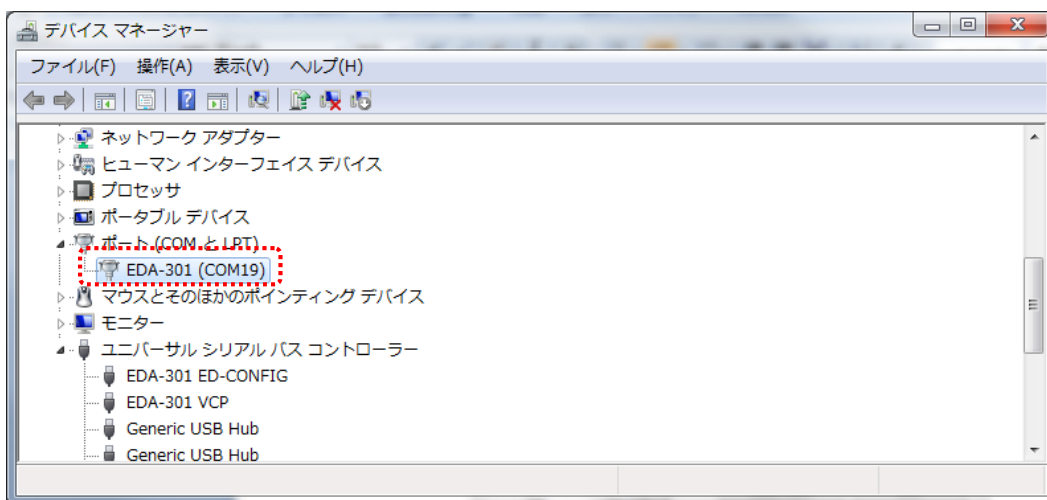 デバイス マネージャー
ファイル(F) 操作(A) 表示(V) ヘルプ(H)
ネットワーク アダプター
ヒューマン インターフェイス デバイス
プロセッサ
ポータブル デバイス
ポート (COM と LPT)
EDA-301 (COM19)
マウスとそのほかのポインティング デバイス
モニター
ユニバーサル シリアル バス コントローラー
EDA-301 ED-CONFIG
EDA-301 VCP
Generic USB Hub
Generic USB Hub